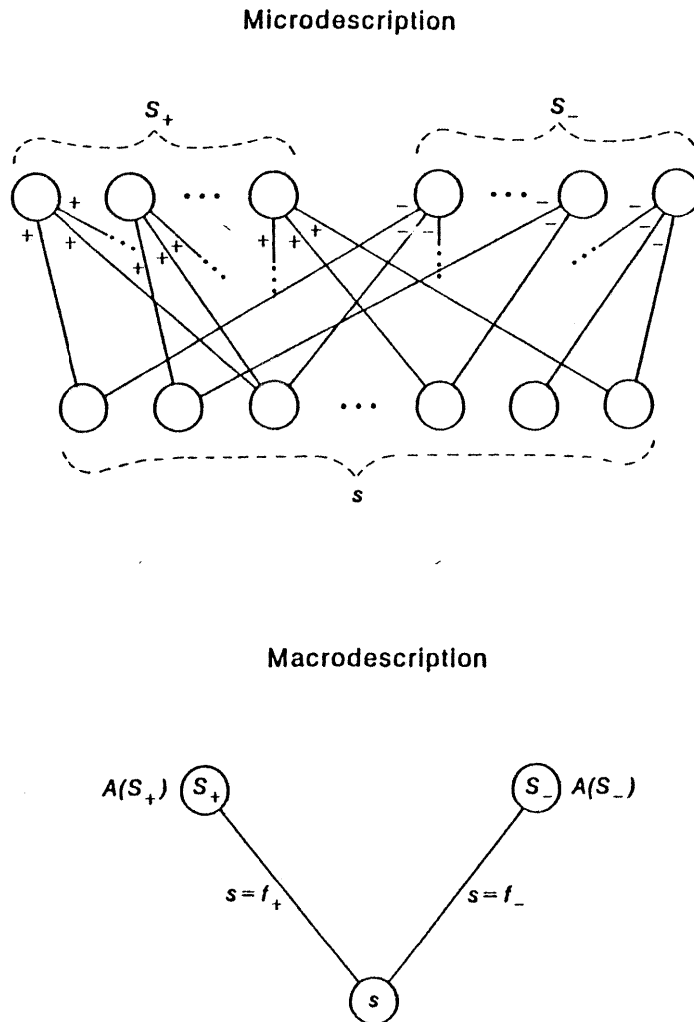 Microdescription
S₊ S₋
+ + + + + + + + + − − − − − − − −
s
Macrodescription
A(S₊) S₊ S₋ A(S₋)
s = f₊ s = f₋
s